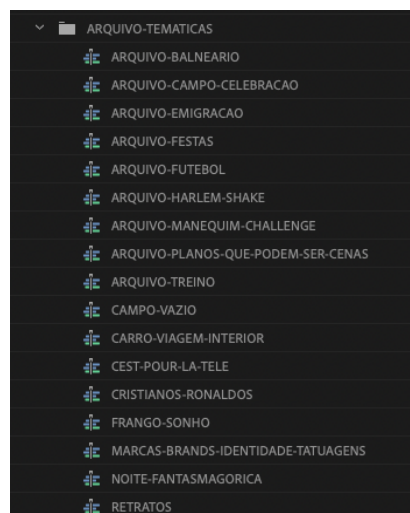 ARQUIVO-TEMATICAS
ARQUIVO-BALNEARIO
ARQUIVO-CAMPO-CELEBRACAO
ARQUIVO-EMIGRACAO
ARQUIVO-FESTAS
ARQUIVO-FUTEBOL
ARQUIVO-HARLEM-SHAKE
ARQUIVO-MANEQUIM-CHALLENGE
ARQUIVO-PLANOS-QUE-PODEM-SER-CENAS
ARQUIVO-TREINO
CAMPO-VAZIO
CARRO-VIAGEM-INTERIOR
CEST-POUR-LA-TELE
CRISTIANOS-RONALDOS
FRANGO-SONHO
MARCAS-BRANDS-IDENTIDADE-TATUAGENS
NOITE-FANTASMAGORICA
RETRATOS